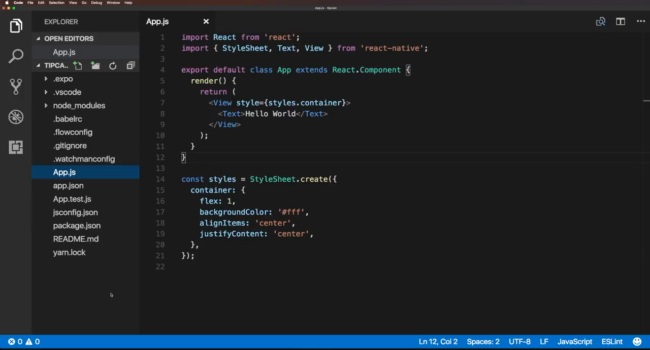 Code File Edit Selection View Go Debug Window Help
EXPLORER
App.js
OPEN EDITORS
App.js
TIPCA...
.expo
.vscode
node_modules
.babelrc
.flowconfig
.gitignore
.watchmanconfig
App.js
app.json
App.test.js
jsconfig.json
package.json
README.md
yarn.lock
1 import React from 'react';
2 import { StyleSheet, Text, View } from 'react-native';
3
4 export default class App extends React.Component {
5 render() {
6 return (
7 <View style={styles.container}>
8 <Text>Hello World</Text>
9 </View>
10 );
11 }
12 }
13
14 const styles = StyleSheet.create({
15 container: {
16 flex: 1,
17 backgroundColor: '#fff',
18 alignItems: 'center',
19 justifyContent: 'center',
20 },
21 });
22
0 0
Ln 12, Col 2 Spaces: 2 UTF-8 LF JavaScript ESLint